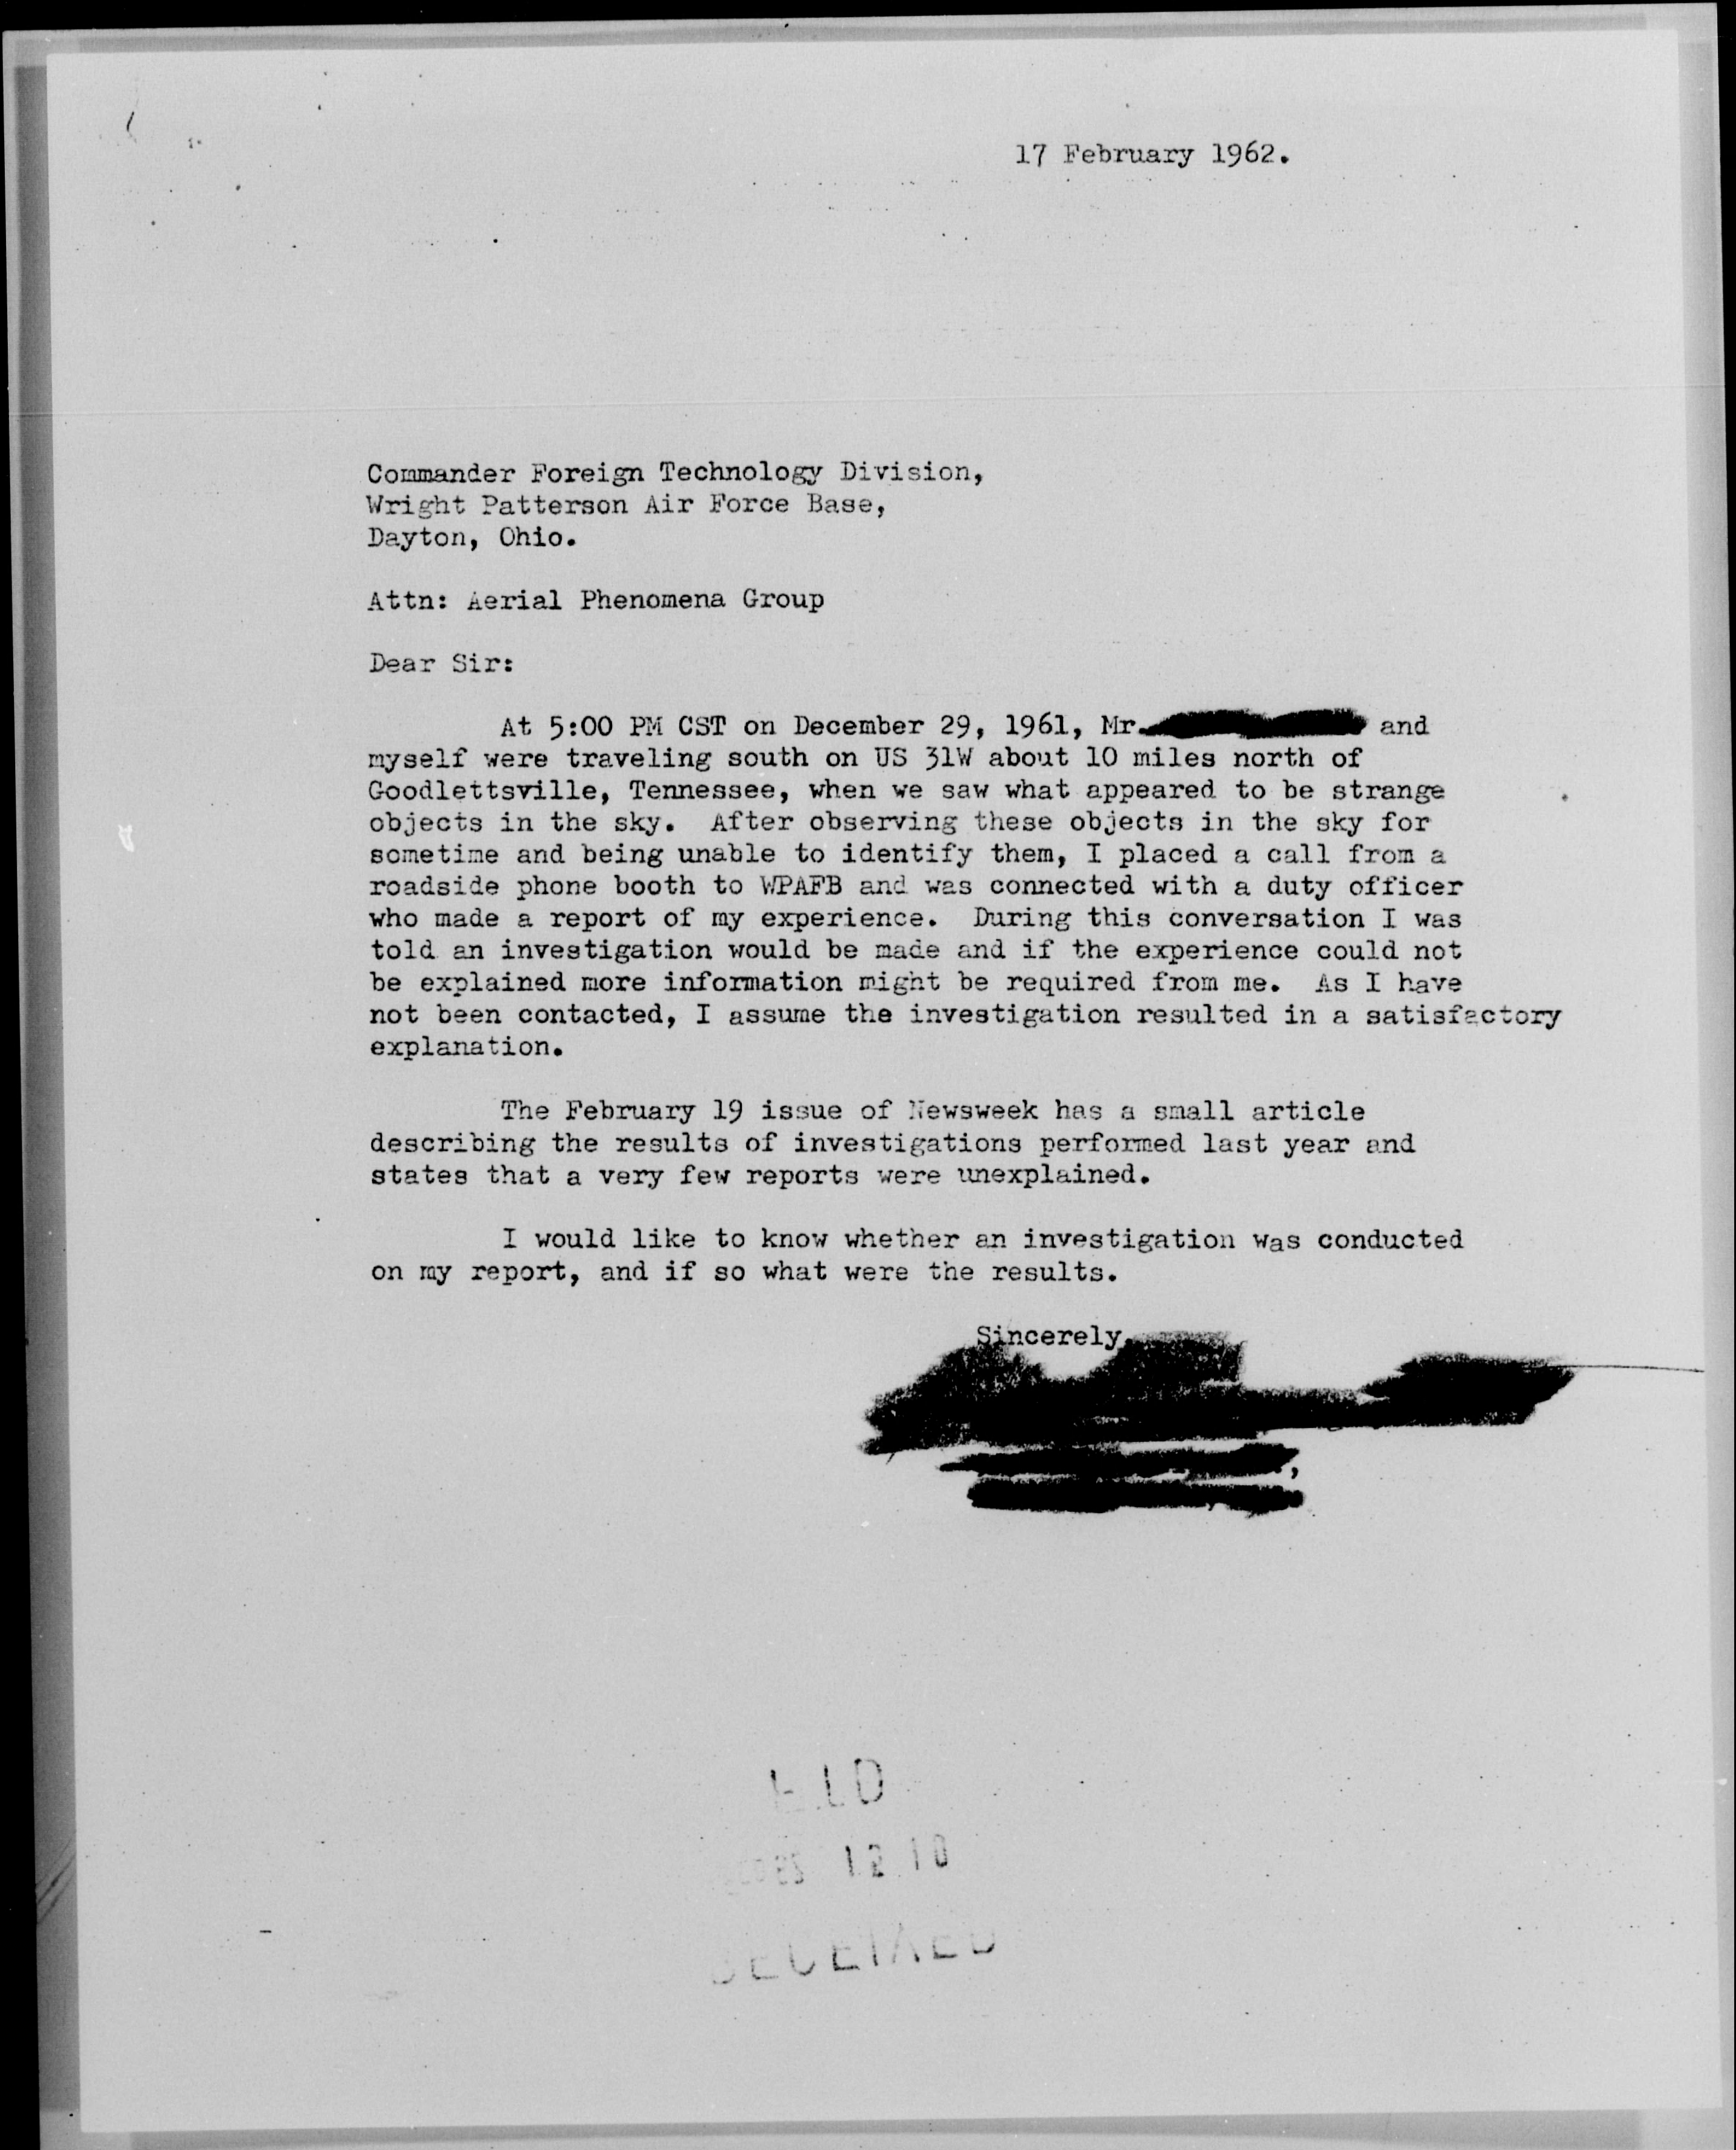 17 February 1962.
Commander Foreign Technology Division,
Wright Patterson Air Force Base,
Dayton, Ohio.
Attn: Aerial Phenomena Group
Dear Sir:
At 5:00 PM CST on December 29, 1961, Mr. and
myself were traveling south on US 31W about 10 miles north of
Goodlettsville, Tennessee, when we saw what appeared to be strange
objects in the sky. After observing these objects in the sky for
sometime and being unable to identify them, I placed a call from a
roadside phone booth to WPAFB and was connected with a duty officer
who made a report of my experience. During this conversation I was
told an investigation would be made and if the experience could not
be explained more information might be required from me. As I have
not been contacted, I assume the investigation resulted in a satisfactory
explanation.
The February 19 issue of Newsweek has a small article
describing the results of investigations performed last year and
states that a very few reports were unexplained.
I would like to know whether an investigation was conducted
on my report, and if so what were the results.
Sincerely,
12 10